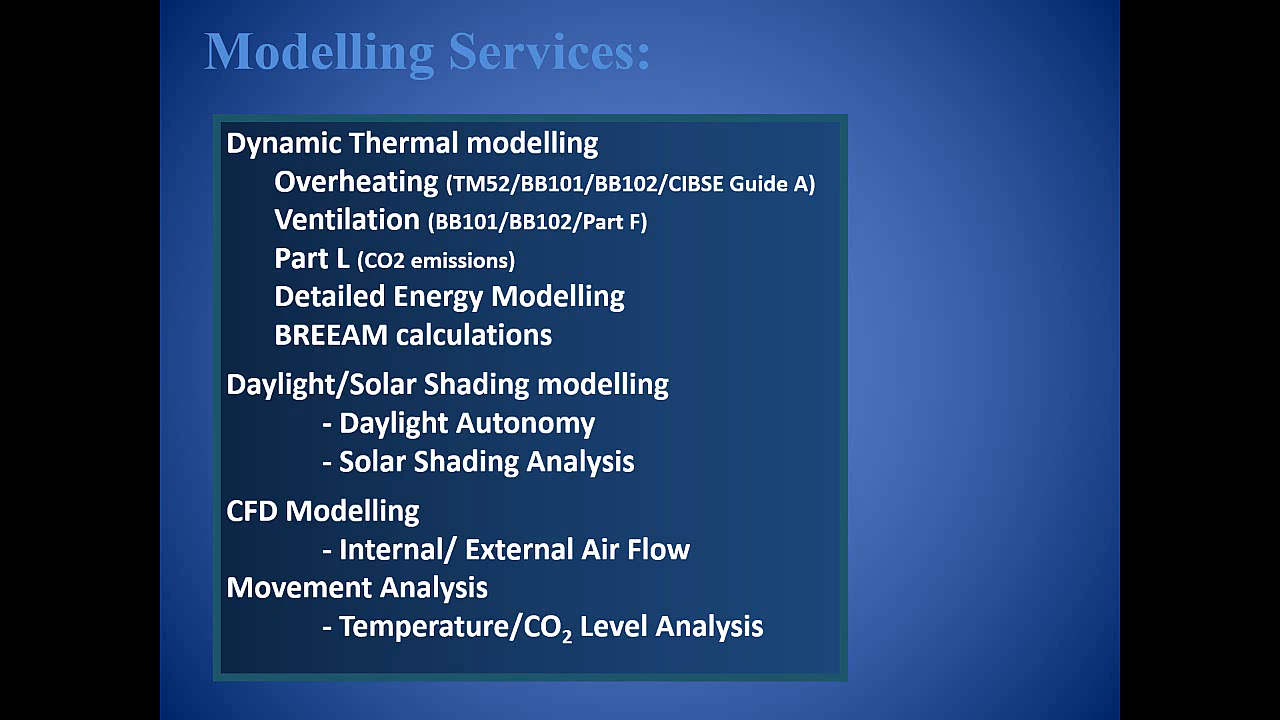 Modelling Services:
Dynamic Thermal modelling
Overheating (TM52/BB101/BB102/CIBSE Guide A)
Ventilation (BB101/BB102/Part F)
Part L (CO2 emissions)
Detailed Energy Modelling
BREEAM calculations
Daylight/Solar Shading modelling
- Daylight Autonomy
- Solar Shading Analysis
CFD Modelling
- Internal/ External Air Flow
Movement Analysis
- Temperature/CO₂ Level Analysis